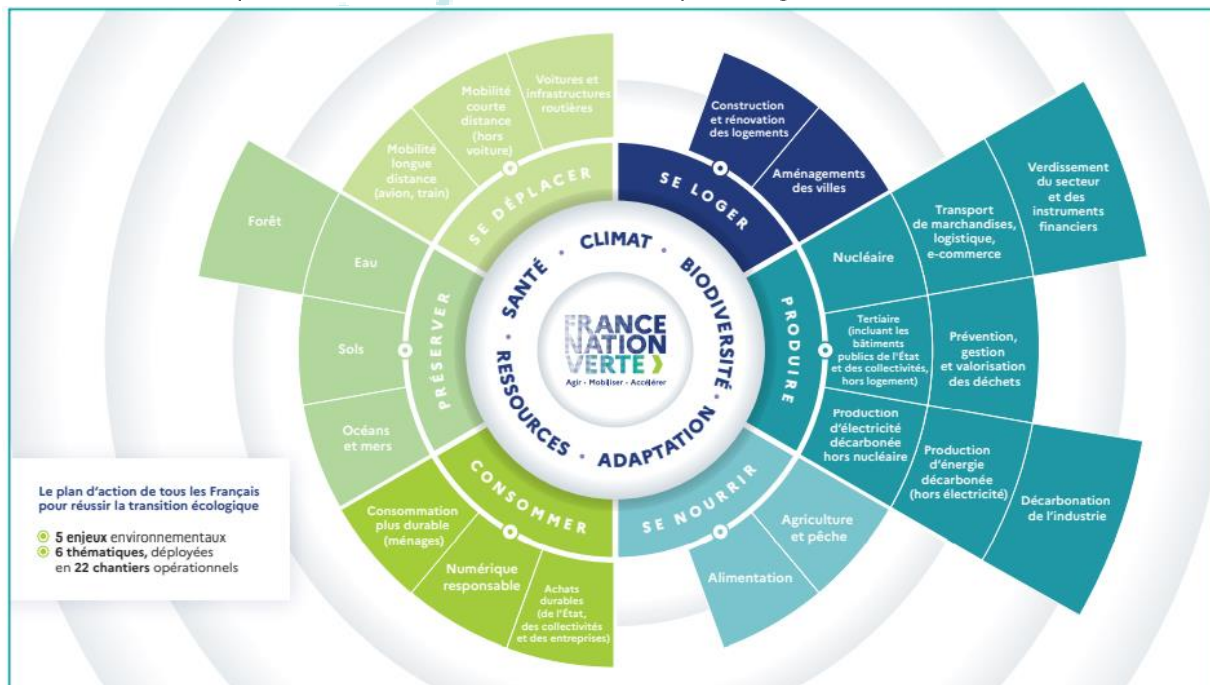 Voitures et
infrastructures
routières
Mobilité
courte
distance
(hors
voiture)
Mobilité
longue
distance
(avion, train)
SE DÉPLACER
Construction
et rénovation
des logements
Aménagements
des villes
SE LOGER
Verdissement
du secteur
et des
instruments
financiers
Transport
de marchandises,
logistique,
e-commerce
Nucléaire
Tertiaire
(incluant les
bâtiments
publics de l'État
et des collectivités,
hors logement)
Prévention,
gestion
et valorisation
des déchets
Production
d'électricité
décarbonée
hors nucléaire
Production
d'énergie
décarbonée
(hors électricité)
Décarbonation
de l'industrie
PRODUIRE
Forêt
Eau
Sols
Océans
et mers
PRÉSERVER
SANTÉ • CLIMAT • BIODIVERSITÉ • ADAPTATION • RESSOURCES •
FRANCE
NATION
VERTE >
Agir • Mobiliser • Accélérer
CONSOMMER
Consommation
plus durable
(ménages)
Numérique
responsable
Achats
durables
(de l'État,
des collectivités
et des entreprises)
SE NOURRIR
Agriculture
et pêche
Alimentation
Le plan d'action de tous les Français
pour réussir la transition écologique
5 enjeux environnementaux
6 thématiques, déployées
en 22 chantiers opérationnels